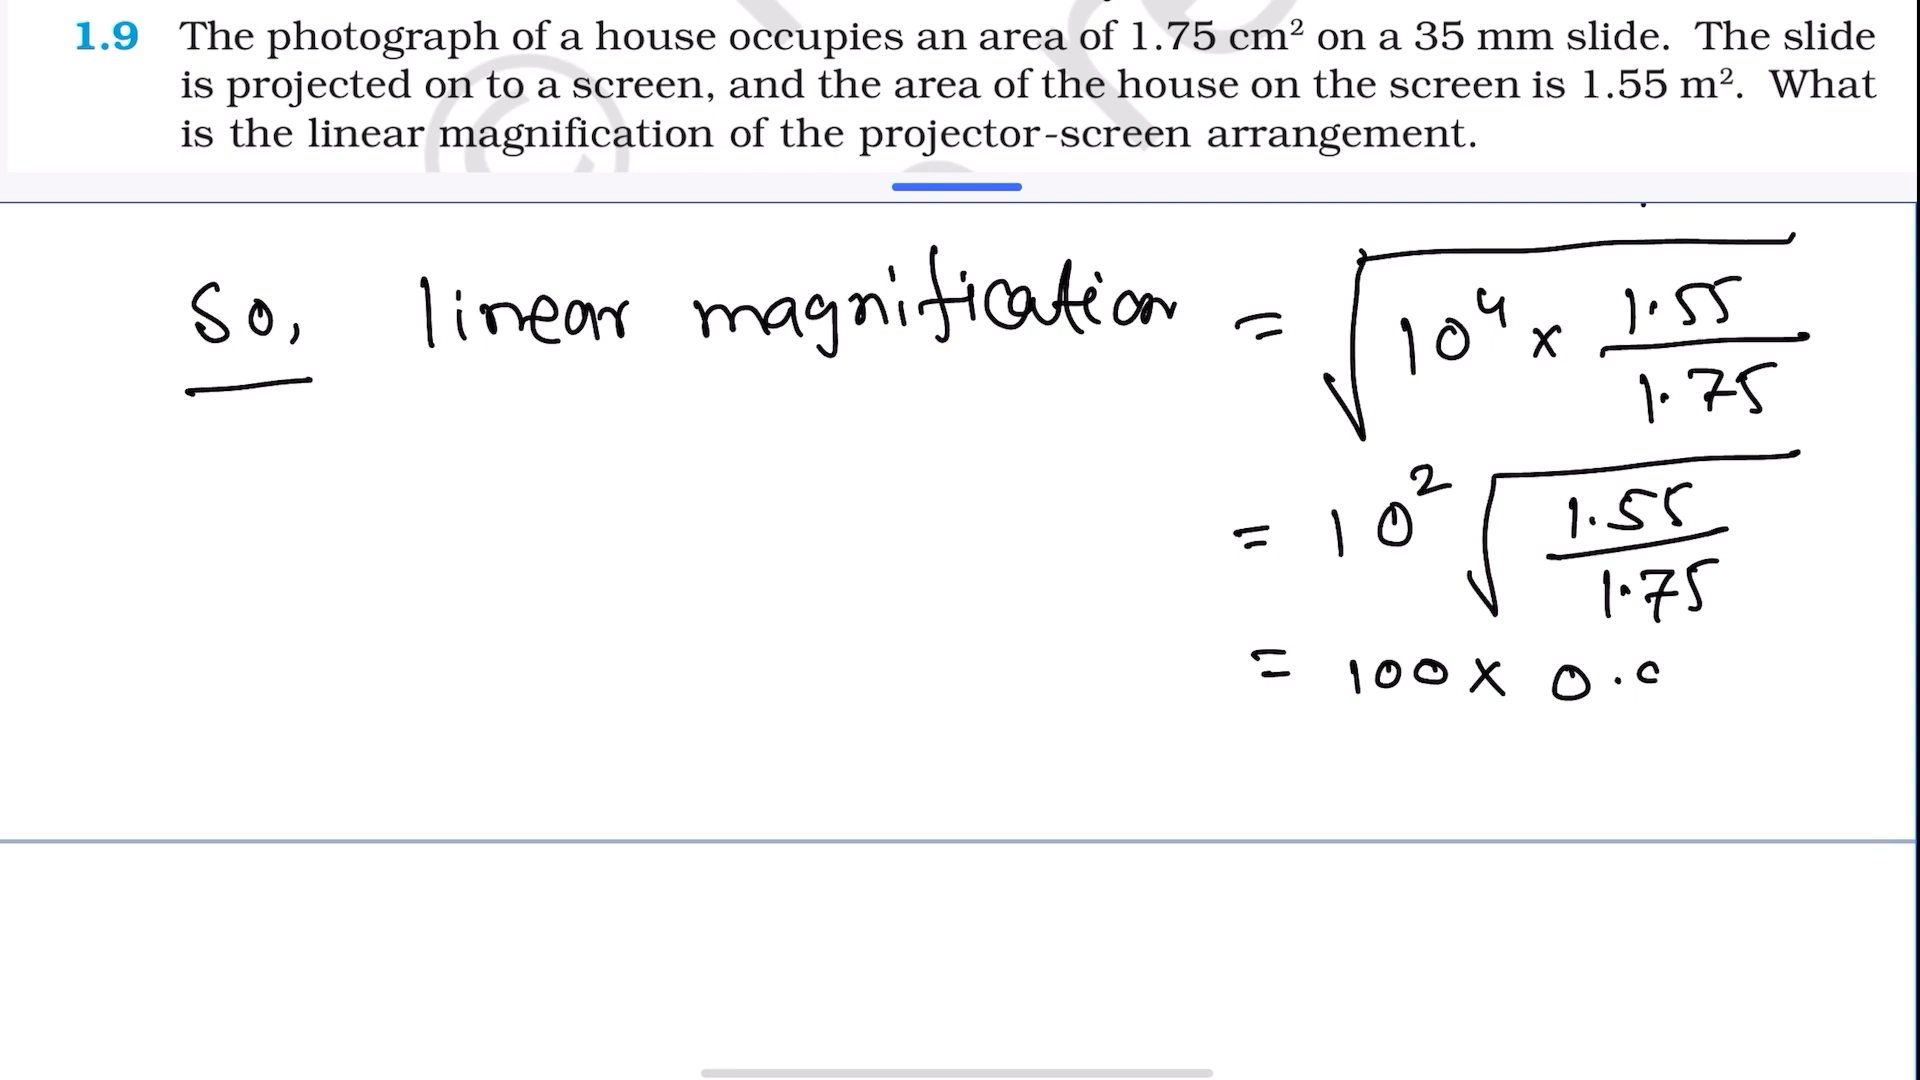 1.9 The photograph of a house occupies an area of 1.75 cm² on a 35 mm slide. The slide
is projected on to a screen, and the area of the house on the screen is 1.55 m². What
is the linear magnification of the projector-screen arrangement.
So, linear magnification = √(10⁴ × 1.55/1.75)
= 10² √(1.55/1.75)
= 100 × 0.